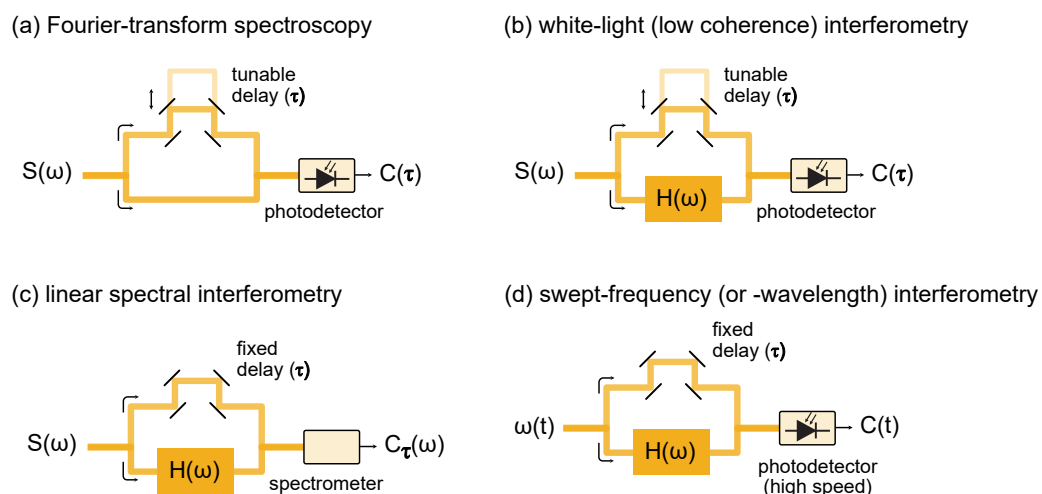 (a) Fourier-transform spectroscopy
tunable
delay (τ)
S(ω)
C(τ)
photodetector
(b) white-light (low coherence) interferometry
tunable
delay (τ)
S(ω)
H(ω)
C(τ)
photodetector
(c) linear spectral interferometry
fixed
delay (τ)
S(ω)
H(ω)
Cτ(ω)
spectrometer
(d) swept-frequency (or -wavelength) interferometry
fixed
delay (τ)
ω(t)
H(ω)
C(t)
photodetector
(high speed)